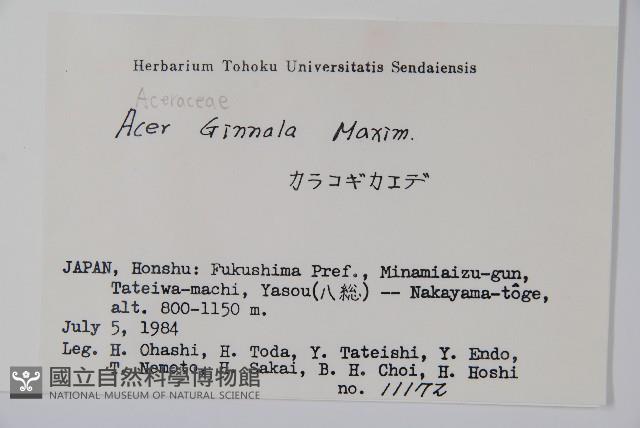 Herbarium Tohoku Universitatis Sendaiensis
Aceraceae
Acer Ginnala Maxim.
カラコギカエデ
JAPAN, Honshu: Fukushima Pref., Minamiaizu-gun,
Tateiwa-machi, Yasou(八総) -- Nakayama-tôge,
alt. 800-1150 m.
July 5, 1984
Leg. H. Ohashi, H. Toda, Y. Tateishi, Y. Endo,
T. Nemoto, H. Sakai, B. H. Choi, H. Hoshi
no. 11172
國立自然科學博物館
NATIONAL MUSEUM OF NATURAL SCIENCE